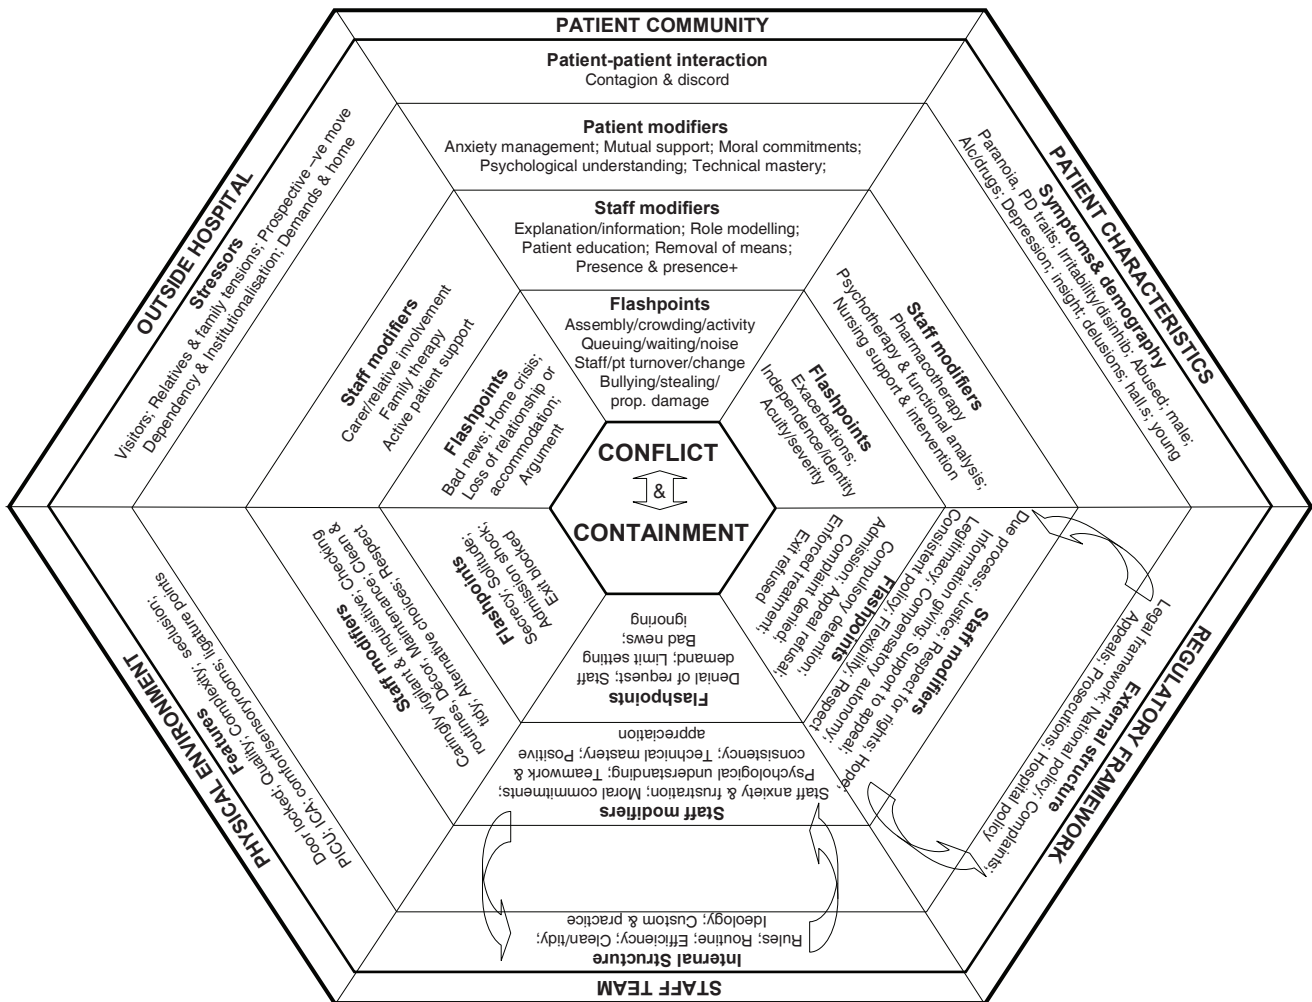 PATIENT COMMUNITY
Patient-patient interaction
Contagion & discord
Patient modifiers
Anxiety management; Mutual support; Moral commitments;
Psychological understanding; Technical mastery;
Staff modifiers
Explanation/information; Role modelling;
Patient education; Removal of means;
Presence & presence+
Flashpoints
Assembly/crowding/activity
Queuing/waiting/noise
Staff/pt turnover/change
Bullying/stealing/
prop. damage
PATIENT CHARACTERISTICS
Symptoms& demography
Paranoia, PD traits; Irritability/disinhib; Abused; male;
Alc/drugs; Depression; insight; delusions; hall.s; young
Staff modifiers
Pharmacotherapy
Psychotherapy & functional analysis;
Nursing support & intervention
Flashpoints
Exacerbations;
Independence/identity
Acuity/severity
REGULATORY FRAMEWORK
External structure
Legal framework; National policy; Complaints;
Appeals; Prosecutions; Hospital policy
Staff modifiers
Due process; Justice; Respect for rights; Hope;
Information giving; Support to appeal;
Legitimacy; Compensatory autonomy;
Consistent policy; Flexibility; Respect
Flashpoints
Compulsory detention;
Admission; Appeal refusal;
Complaint denied;
Enforced treatment;
Exit refused
STAFF TEAM
Internal Structure
Rules; Routine; Efficiency; Clean/tidy;
Ideology; Custom & practice
Staff modifiers
Staff anxiety & frustration; Moral commitments;
Psychological understanding; Teamwork &
consistency; Technical mastery; Positive
appreciation
Flashpoints
Denial of request; Staff
demand; Limit setting;
Bad news;
ignoring
PHYSICAL ENVIRONMENT
Features
Door locked; Quality; Complexity; seclusion;
PICU; ICA; comfort/sensoryrooms; ligature points
Staff modifiers
Caringly vigilant & inquisitive; Checking
routines, Décor, Maintenance; Clean &
tidy; Alternative choices; Respect
Flashpoints
Secrecy; Solitude;
Admission shock;
Exit blocked
OUTSIDE HOSPITAL
Stressors
Visitors; Relatives & family tensions; Prospective –ve move
Dependency & Institutionalisation; Demands & home
Staff modifiers
Carer/relative involvement
Family therapy
Active patient support
Flashpoints
Bad news; Home crisis;
Loss of relationship or
accommodation;
Argument
CONFLICT
&
CONTAINMENT